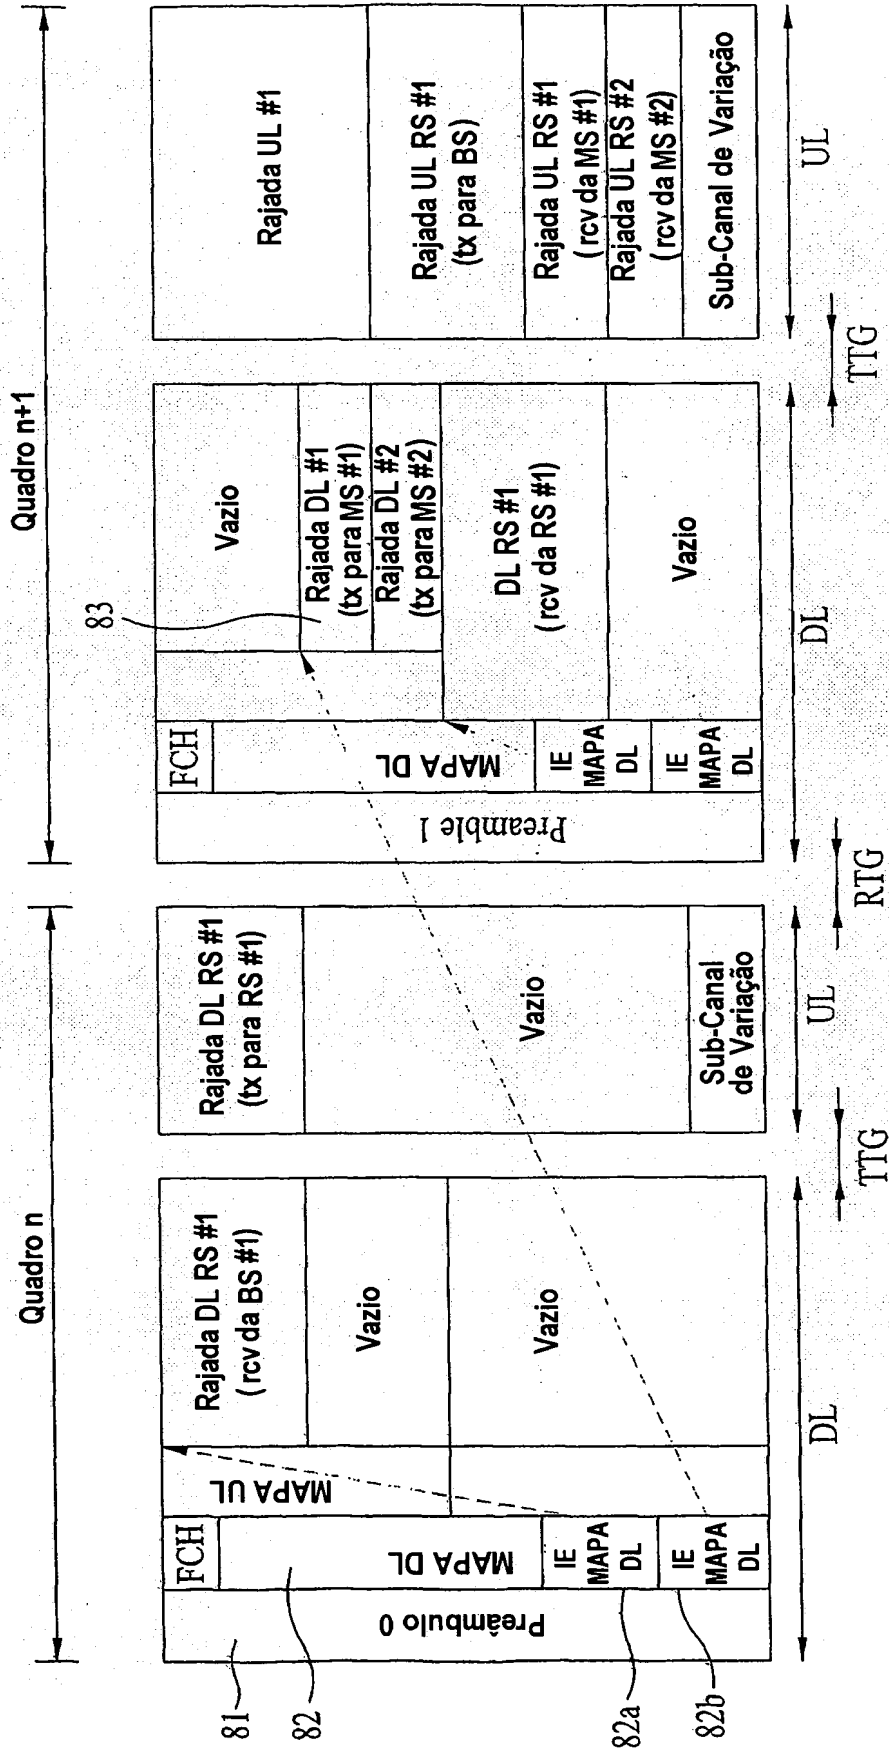 Quadro n
Quadro n+1
81
82
82a
82b
83
Preâmbulo 0
FCH
MAPA DL
IE
MAPA
DL
IE
MAPA
DL
MAPA UL
Rajada DL RS #1
(rcv da BS #1)
Vazio
Vazio
Rajada DL RS #1
(tx para RS #1)
Vazio
Sub-Canal
de Variação
Preamble 1
FCH
MAPA DL
IE
MAPA
DL
IE
MAPA
DL
Vazio
Rajada DL #1
(tx para MS #1)
Rajada DL #2
(tx para MS #2)
DL RS #1
(rcv da RS #1)
Vazio
Rajada UL #1
Rajada UL RS #1
(tx para BS)
Rajada UL RS #1
(rcv da MS #1)
Rajada UL RS #2
(rcv da MS #2)
Sub-Canal de Variação
DL
TTG
UL
RTG
DL
TTG
UL